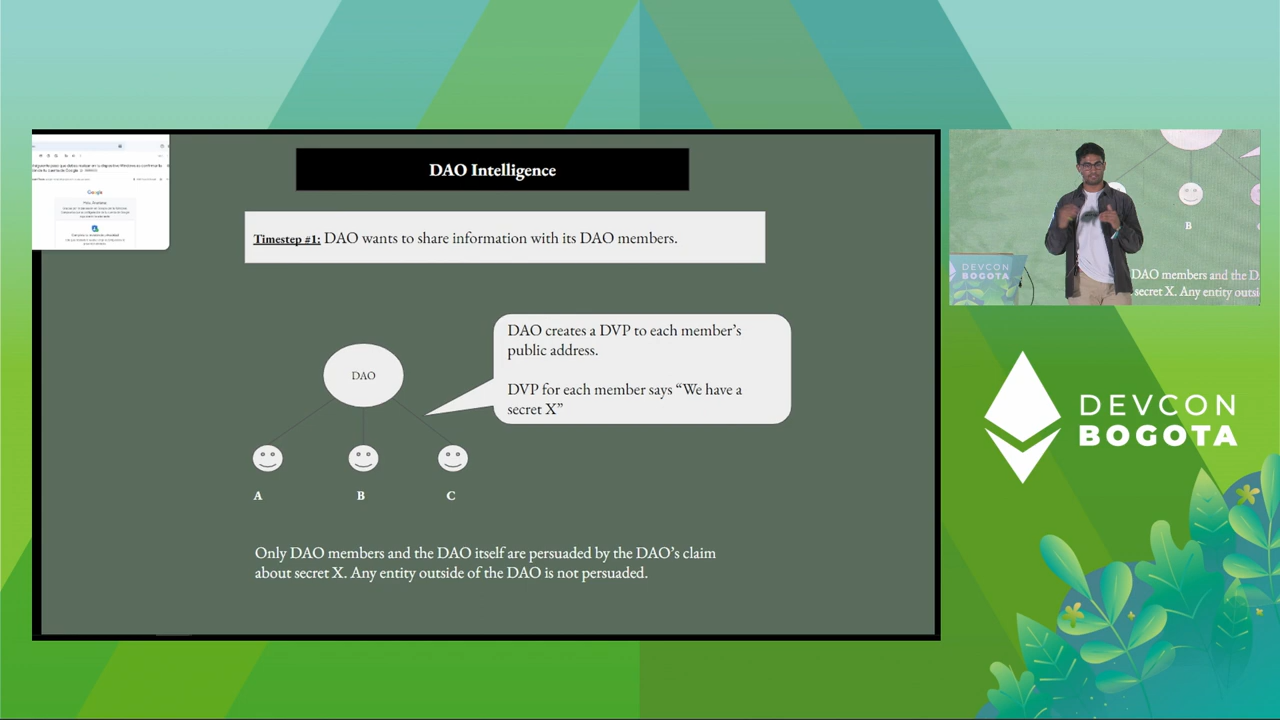 DAO Intelligence
Timestep #1: DAO wants to share information with its DAO members.
DAO creates a DVP to each member's
public address.
DVP for each member says “We have a
secret X”
DAO
A
B
C
Only DAO members and the DAO itself are persuaded by the DAO's claim
about secret X. Any entity outside of the DAO is not persuaded.
Google
B
DEVCON
BOGOTA
DAO members and the D
secret X. Any entity outsi
DEVCON
BOGOTA